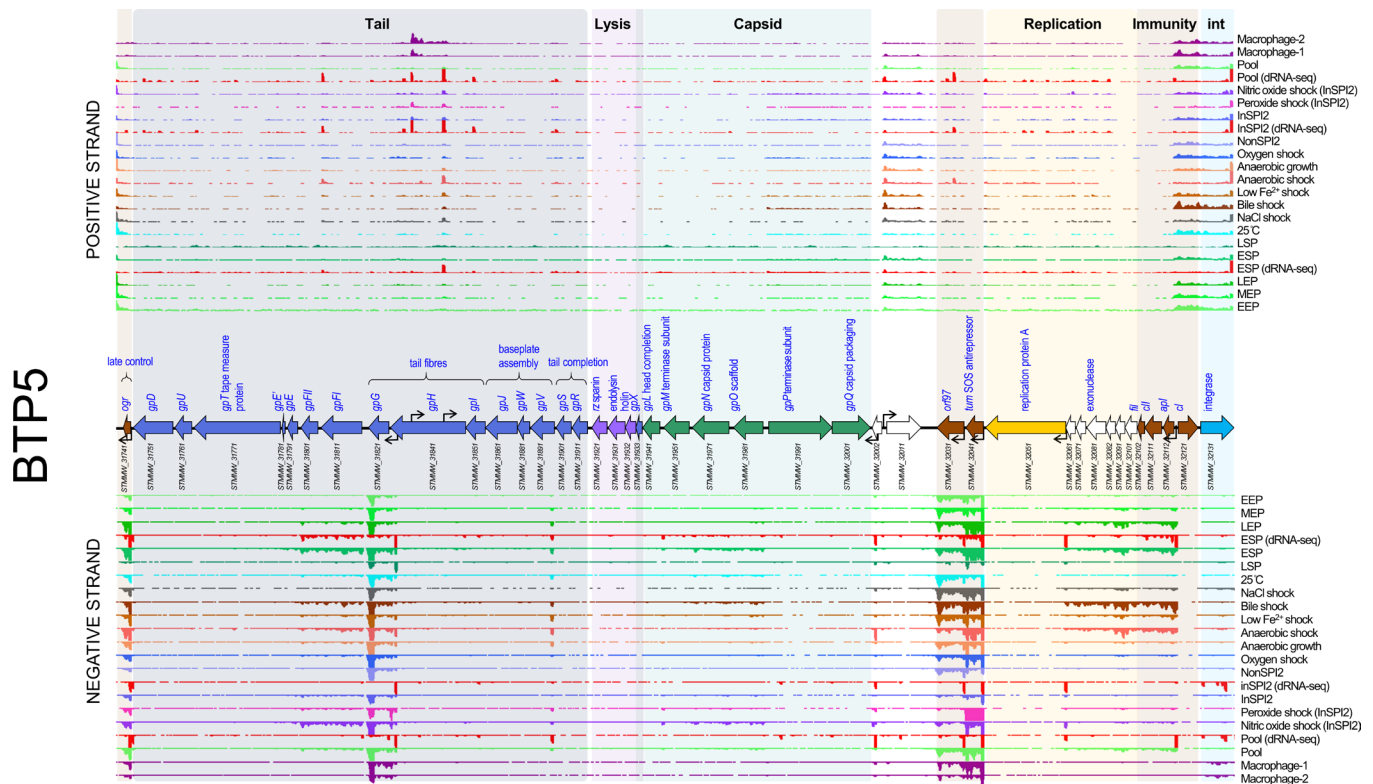 Tail
Lysis
Capsid
Replication
Immunity
int
Macrophage-2
Macrophage-1
Pool
Pool (dRNA-seq)
Nitric oxide shock (InSPI2)
Peroxide shock (InSPI2)
InSPI2
InSPI2 (dRNA-seq)
NonSPI2
Oxygen shock
Anaerobic growth
Anaerobic shock
Low Fe²⁺ shock
Bile shock
NaCl shock
25℃
LSP
ESP
ESP (dRNA-seq)
LEP
MEP
EEP
POSITIVE STRAND
BTP5
late control
tail fibres
baseplate
assembly
tail completion
ogr
gpD
gpU
gpT tape measure
protein
gpE'
gpE
gpFII
gpFI
gpG
gpH
gpI
gpJ
gpW
gpV
gpS
gpR
rz spanin
endolysin
holin
gpX
gpL head completion
gpM terminase subunit
gpN capsid protein
gpO scaffold
gpP terminase subunit
gpQ capsid packaging
orf97
tum SOS antirepressor
replication protein A
exonuclease
fil
cII
apl
cI
integrase
STMMW_31741
STMMW_31751
STMMW_31761
STMMW_31771
STMMW_31781
STMMW_31791
STMMW_31801
STMMW_31811
STMMW_31821
STMMW_31841
STMMW_31851
STMMW_31861
STMMW_31881
STMMW_31891
STMMW_31901
STMMW_31911
STMMW_31921
STMMW_31931
STMMW_31932
STMMW_31933
STMMW_31941
STMMW_31951
STMMW_31971
STMMW_31981
STMMW_31991
STMMW_32001
STMMW_32002
STMMW_32011
STMMW_32031
STMMW_32041
STMMW_32051
STMMW_32061
STMMW_32071
STMMW_32081
STMMW_32082
STMMW_32091
STMMW_32101
STMMW_32102
STMMW_32111
STMMW_32112
STMMW_32121
STMMW_32131
NEGATIVE STRAND
EEP
MEP
LEP
ESP (dRNA-seq)
ESP
LSP
25℃
NaCl shock
Bile shock
Low Fe²⁺ shock
Anaerobic shock
Anaerobic growth
Oxygen shock
NonSPI2
inSPI2 (dRNA-seq)
InSPI2
Peroxide shock (InSPI2)
Nitric oxide shock (InSPI2)
Pool (dRNA-seq)
Pool
Macrophage-1
Macrophage-2